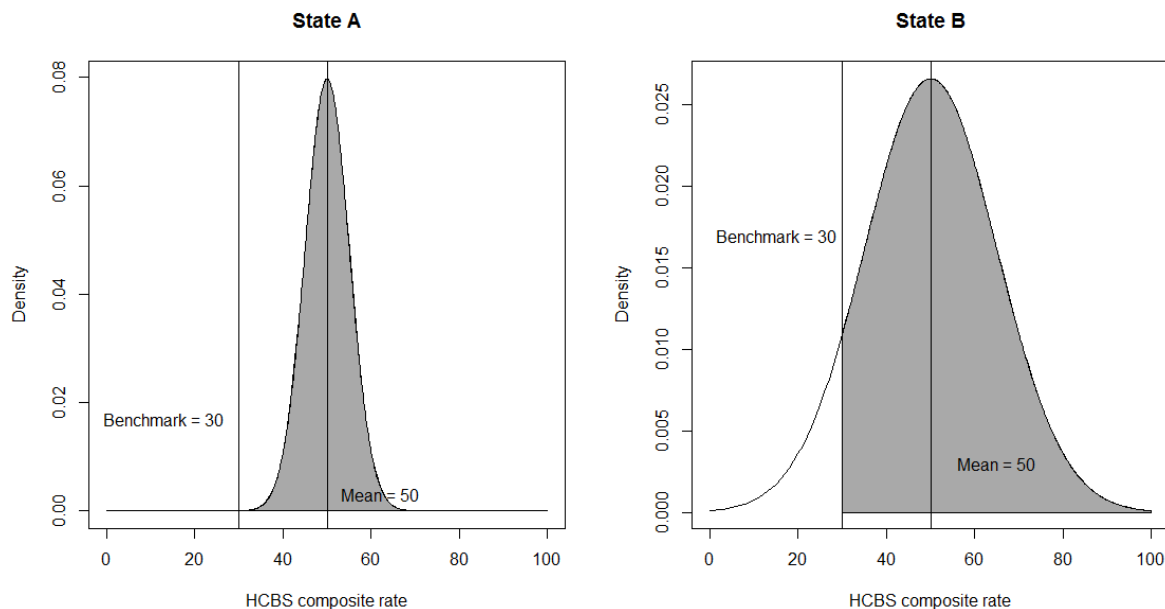 State A
Density
0.00
0.02
0.04
0.06
0.08
Benchmark = 30
Mean = 50
0
20
40
60
80
100
HCBS composite rate
State B
Density
0.000
0.005
0.010
0.015
0.020
0.025
Benchmark = 30
Mean = 50
0
20
40
60
80
100
HCBS composite rate